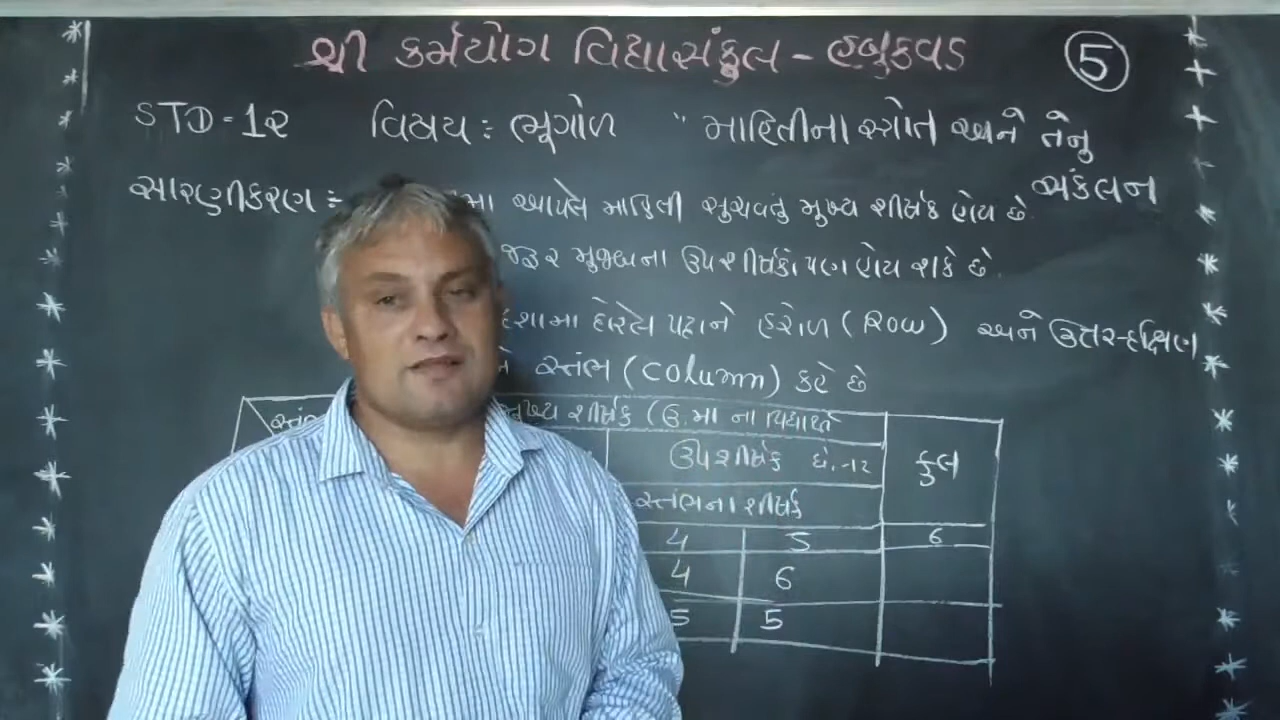 શ્રી કર્મયોગ વિદ્યાસંકુલ - હબુકવડ 5
STD = 12 વિષય : ભૂગોળ " માહિતીના સ્ત્રોત અને તેનુ
સંકલન
સારણીકરણ : મા આપેલ માહિતી સુચવતું મુખ્ય શીર્ષક હોય છે.
જરૂર મુજબના ઉપશીર્ષકો પણ હોય શકે છે.
દોરેલ હરોળ (ROW) અને ઉત્તર-દક્ષિણ
સ્તંભ (column) કહે છે
શીર્ષક (ઉ.મા ના
ઉપશીર્ષક ધો.-૧૨ કુલ
સ્તંભના શીર્ષક
4 5 6
4 6
5 5